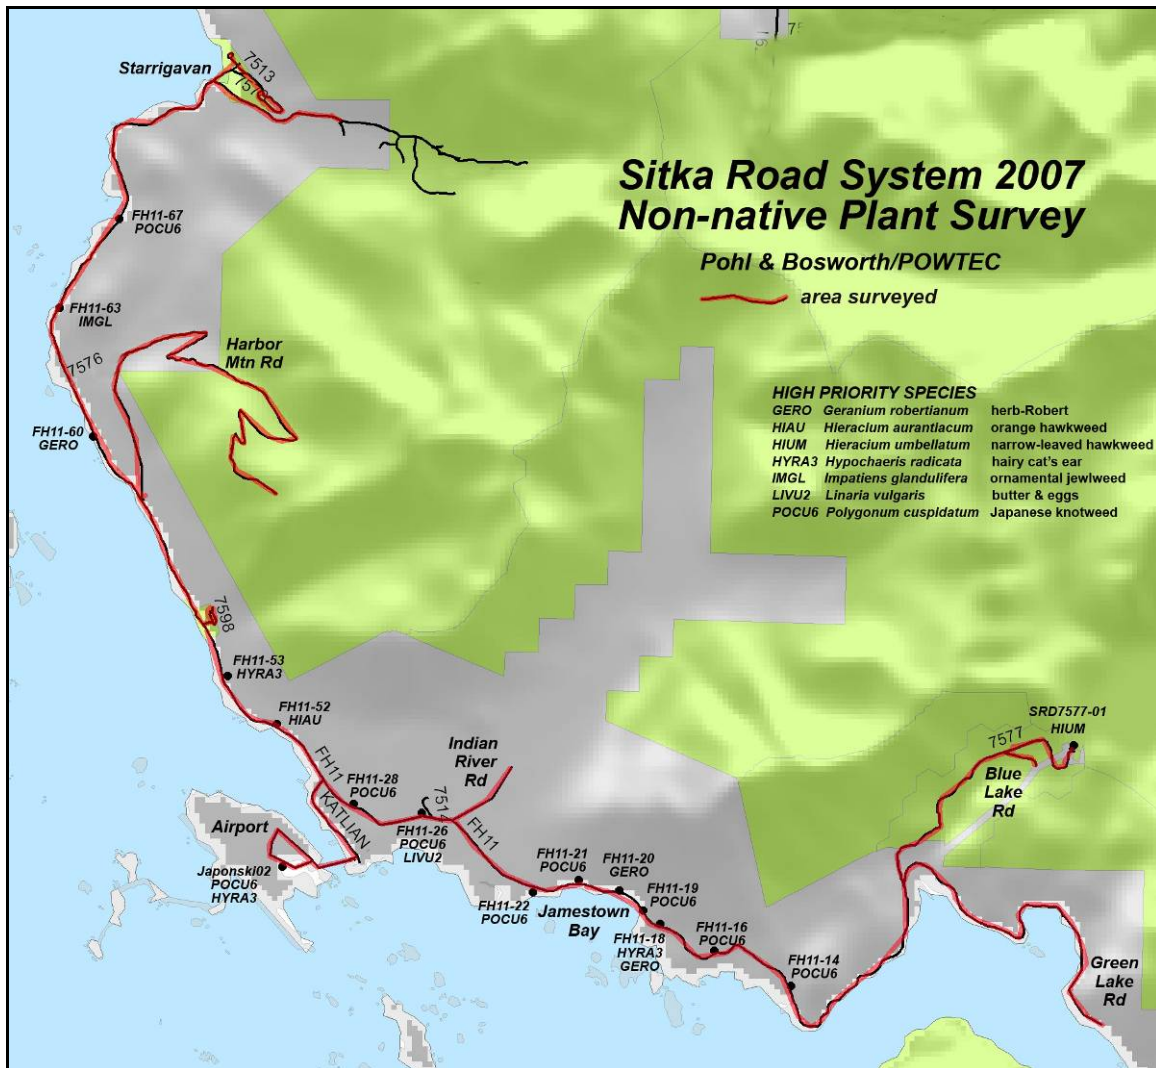 Starrigavan
7513
Sitka Road System 2007
Non-native Plant Survey
Pohl & Bosworth/POWTEC
area surveyed
FH11-67
POCU6
FH11-63
IMGL
7576
Harbor
Mtn Rd
FH11-60
GERO
HIGH PRIORITY SPECIES
GERO Geranium robertianum herb-Robert
HIAU Hieracium aurantiacum orange hawkweed
HIUM Hieracium umbellatum narrow-leaved hawkweed
HYRA3 Hypochaeris radicata hairy cat's ear
IMGL Impatiens glandulifera ornamental jewlweed
LIVU2 Linaria vulgaris butter & eggs
POCU6 Polygonum cuspidatum Japanese knotweed
7598
FH11-53
HYRA3
FH11-52
HIAU
SRD7577-01
HIUM
7577
Blue
Lake
Rd
Indian
River
Rd
FH11
FH11-28
POCU6
7514
KATLIAN
FH11-26
POCU6
LIVU2
FH11
Airport
Japonski02
POCU6
HYRA3
FH11-22
POCU6
FH11-21
POCU6
FH11-20
GERO
FH11-19
POCU6
Jamestown
Bay
FH11-18
HYRA3
GERO
FH11-16
POCU6
FH11-14
POCU6
Green
Lake
Rd